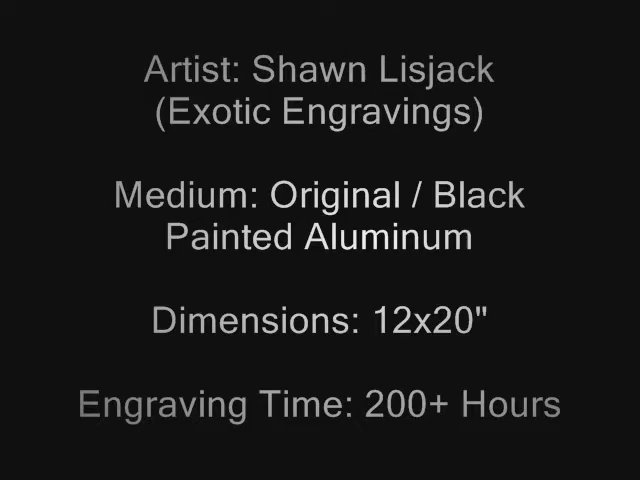 Artist: Shawn Lisjack
(Exotic Engravings)
Medium: Original / Black
Painted Aluminum
Dimensions: 12x20"
Engraving Time: 200+ Hours